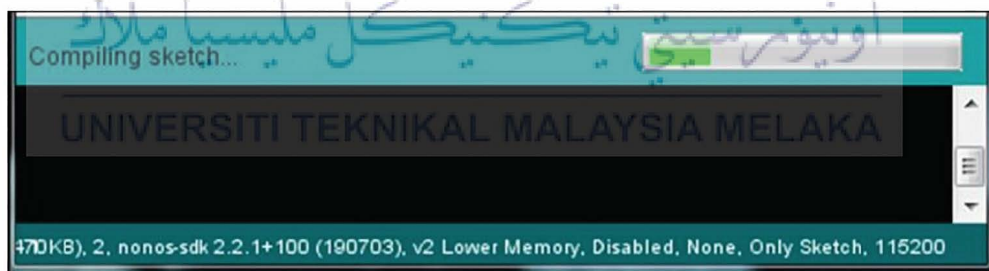 اونيۏرسيتي تيكنيكل مليسيا ملاك
Compiling sketch...
UNIVERSITI TEKNIKAL MALAYSIA MELAKA
KB), 2, nonos-sdk 2.2.1+100 (190703), v2 Lower Memory, Disabled, None, Only Sketch, 115200